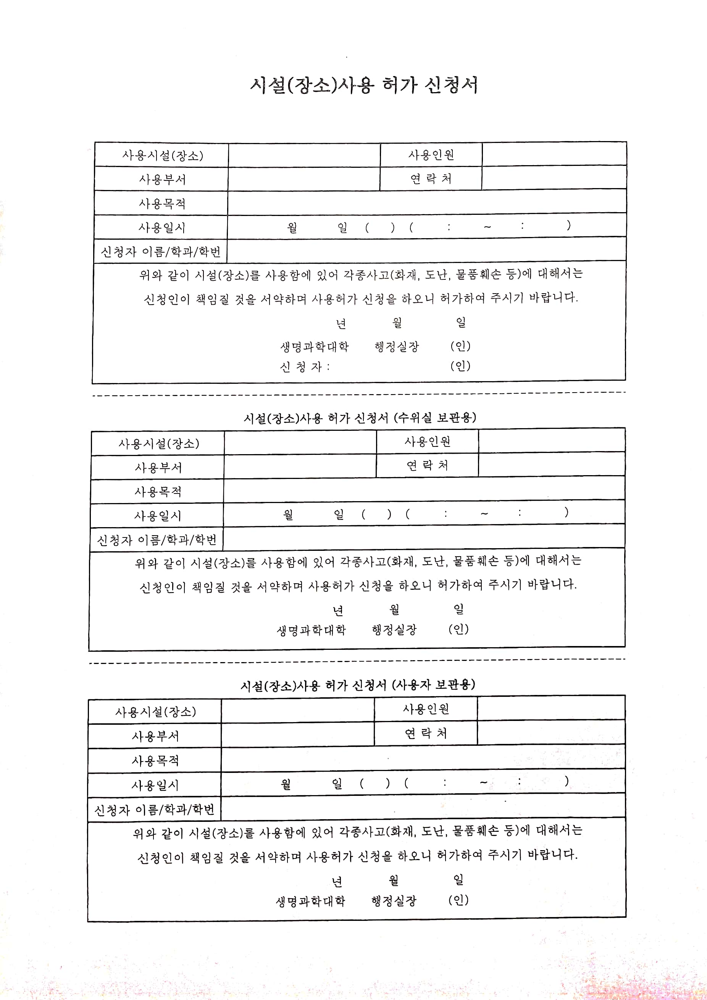 시설(장소)사용 허가 신청서
사용시설(장소) 사용인원
사용부서 연 락 처
사용목적
사용일시 월 일 ( ) ( : ~ : )
신청자 이름/학과/학번
위와 같이 시설(장소)를 사용함에 있어 각종사고(화재, 도난, 물품훼손 등)에 대해서는
신청인이 책임질 것을 서약하며 사용허가 신청을 하오니 허가하여 주시기 바랍니다.
년 월 일
생명과학대학 행정실장 (인)
신 청 자 : (인)
시설(장소)사용 허가 신청서 (수위실 보관용)
사용시설(장소) 사용인원
사용부서 연 락 처
사용목적
사용일시 월 일 ( ) ( : ~ : )
신청자 이름/학과/학번
위와 같이 시설(장소)를 사용함에 있어 각종사고(화재, 도난, 물품훼손 등)에 대해서는
신청인이 책임질 것을 서약하며 사용허가 신청을 하오니 허가하여 주시기 바랍니다.
년 월 일
생명과학대학 행정실장 (인)
시설(장소)사용 허가 신청서 (사용자 보관용)
사용시설(장소) 사용인원
사용부서 연 락 처
사용목적
사용일시 월 일 ( ) ( : ~ : )
신청자 이름/학과/학번
위와 같이 시설(장소)를 사용함에 있어 각종사고(화재, 도난, 물품훼손 등)에 대해서는
신청인이 책임질 것을 서약하며 사용허가 신청을 하오니 허가하여 주시기 바랍니다.
년 월 일
생명과학대학 행정실장 (인)